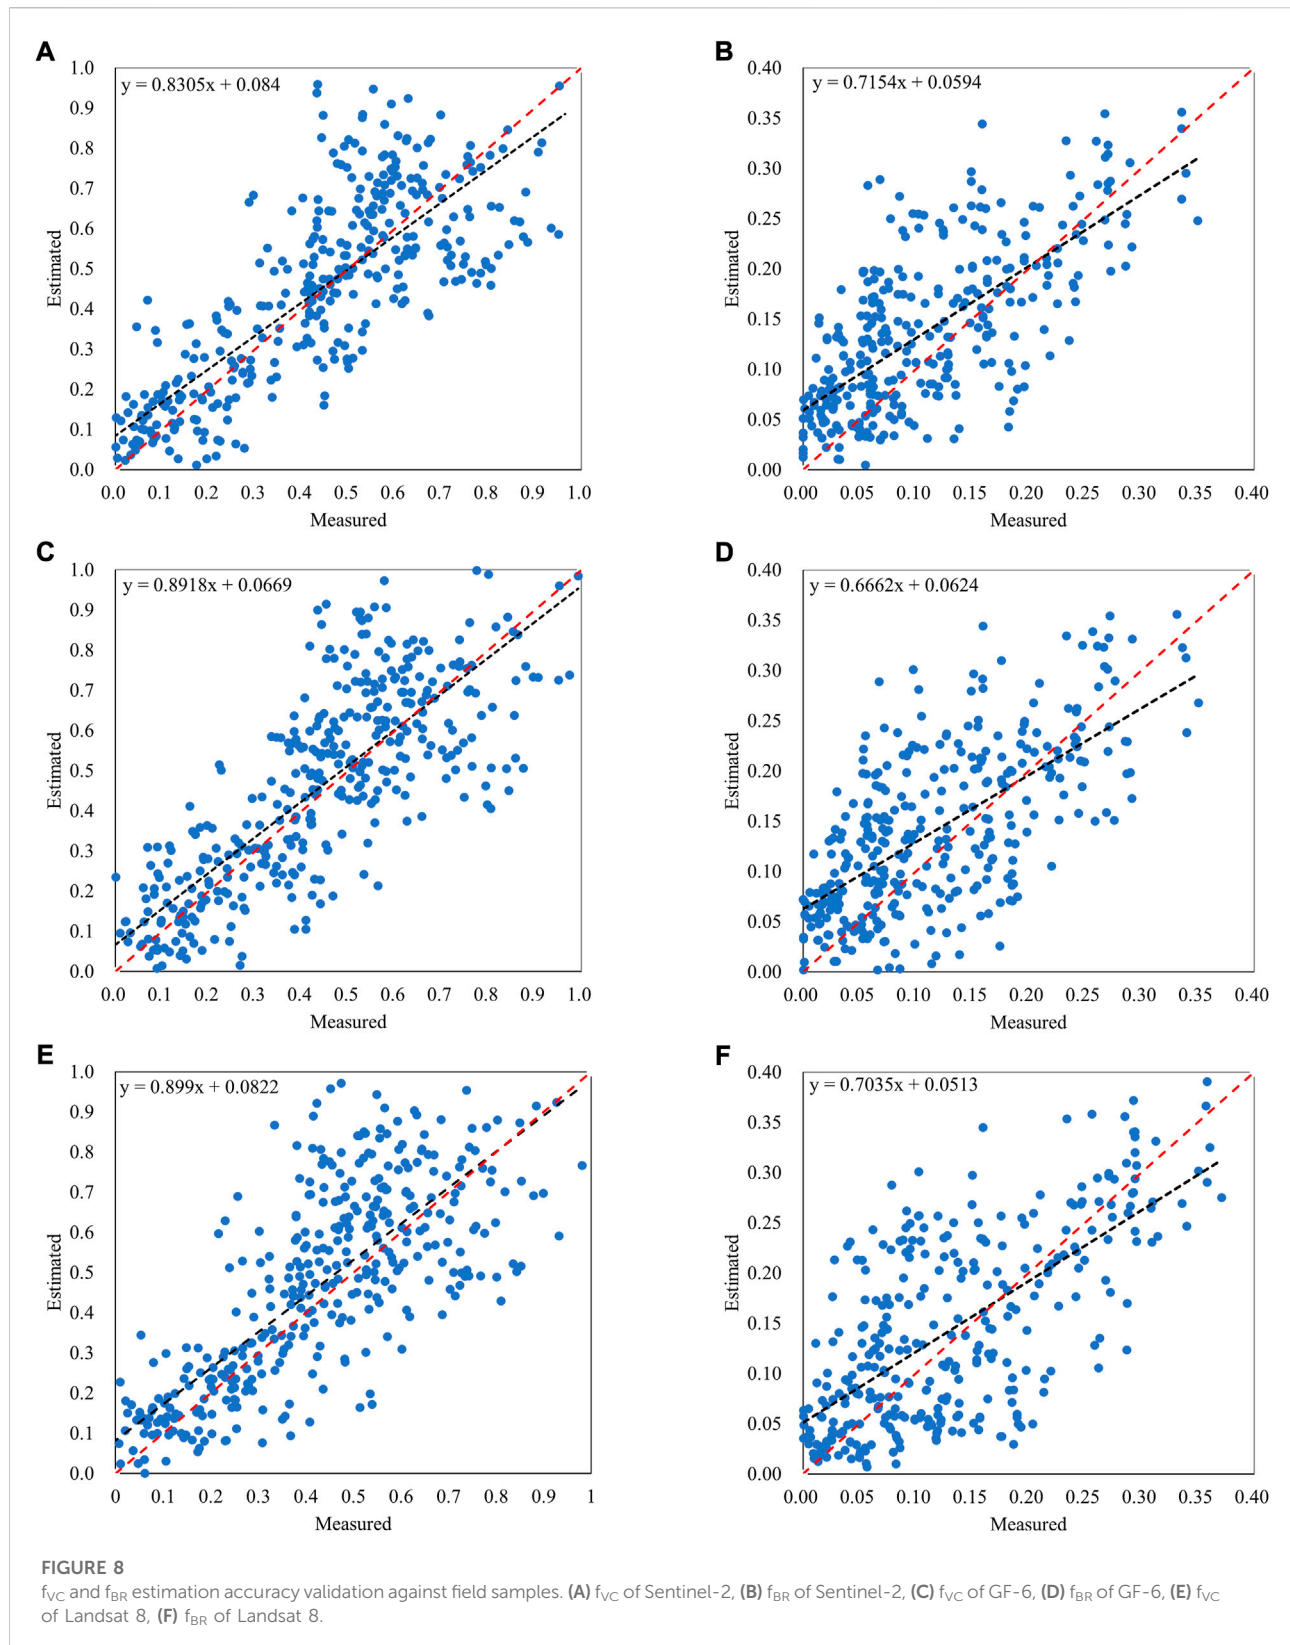 A
y = 0.8305x + 0.084
1.0
0.9
0.8
0.7
0.6
0.5
0.4
0.3
0.2
0.1
0.0
Estimated
0.0 0.1 0.2 0.3 0.4 0.5 0.6 0.7 0.8 0.9 1.0
Measured
B
y = 0.7154x + 0.0594
0.40
0.35
0.30
0.25
0.20
0.15
0.10
0.05
0.00
Estimated
0.00 0.05 0.10 0.15 0.20 0.25 0.30 0.35 0.40
Measured
C
y = 0.8918x + 0.0669
1.0
0.9
0.8
0.7
0.6
0.5
0.4
0.3
0.2
0.1
0.0
Estimated
0.0 0.1 0.2 0.3 0.4 0.5 0.6 0.7 0.8 0.9 1.0
Measured
D
y = 0.6662x + 0.0624
0.40
0.35
0.30
0.25
0.20
0.15
0.10
0.05
0.00
Estimated
0.00 0.05 0.10 0.15 0.20 0.25 0.30 0.35 0.40
Measured
E
y = 0.899x + 0.0822
1.0
0.9
0.8
0.7
0.6
0.5
0.4
0.3
0.2
0.1
0.0
Estimated
0 0.1 0.2 0.3 0.4 0.5 0.6 0.7 0.8 0.9 1
Measured
F
y = 0.7035x + 0.0513
0.40
0.35
0.30
0.25
0.20
0.15
0.10
0.05
0.00
Estimated
0.00 0.05 0.10 0.15 0.20 0.25 0.30 0.35 0.40
Measured
FIGURE 8
fVC and fBR estimation accuracy validation against field samples. (A) fVC of Sentinel-2, (B) fBR of Sentinel-2, (C) fVC of GF-6, (D) fBR of GF-6, (E) fVC
of Landsat 8, (F) fBR of Landsat 8.